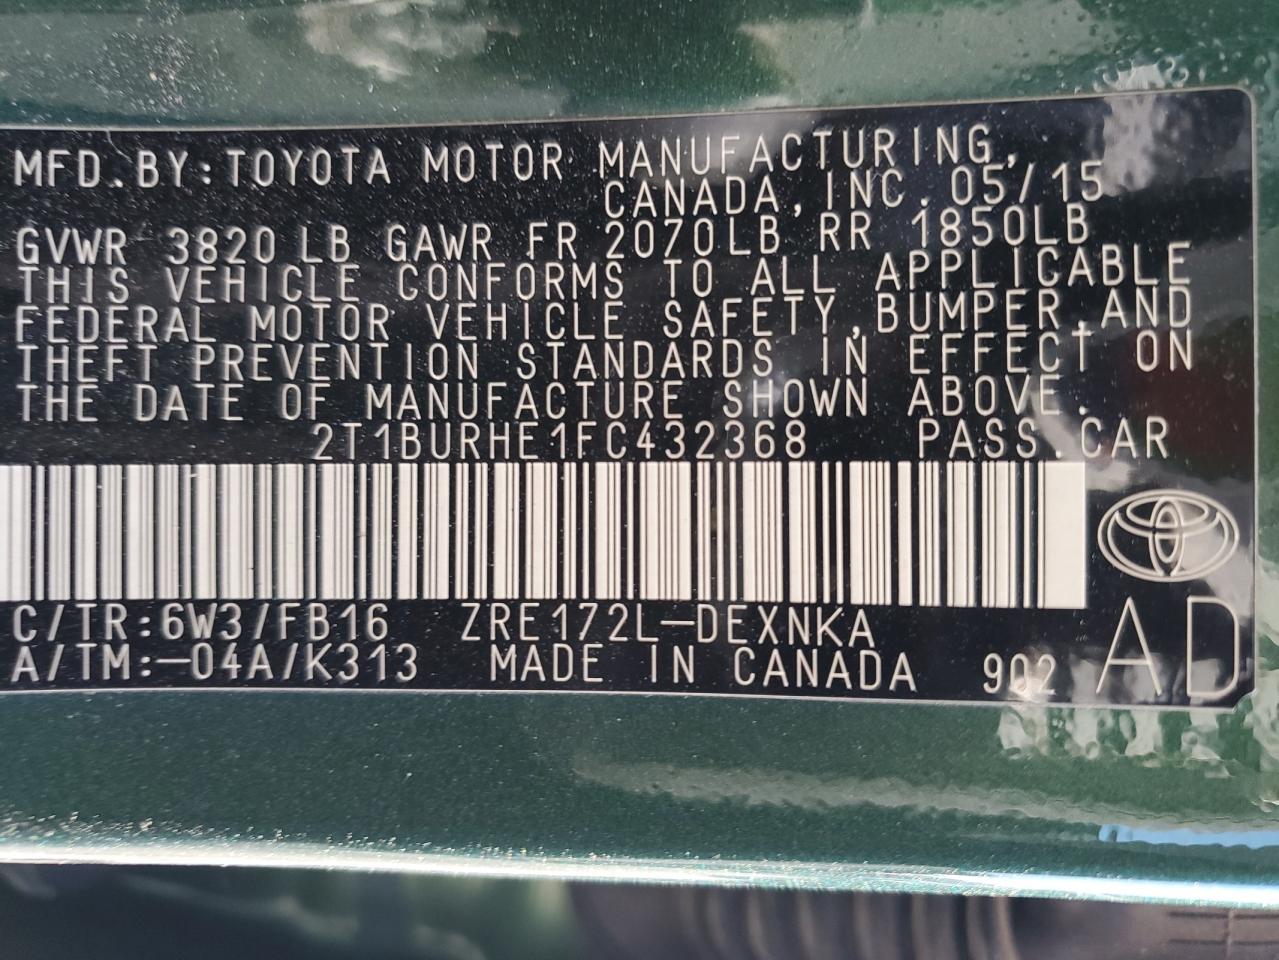 MFD.BY:TOYOTA MOTOR MANUFACTURING,
CANADA,INC.05/15
GVWR 3820LB GAWR FR 2070LB RR 1850LB
THIS VEHICLE CONFORMS TO ALL APPLICABLE
FEDERAL MOTOR VEHICLE SAFETY,BUMPER,AND
THEFT PREVENTION STANDARDS IN EFFECT ON
THE DATE OF MANUFACTURE SHOWN ABOVE.
2T1BURHE1FC432368 PASS.CAR
C/TR:6W3/FB16 ZRE172L-DEXNKA
A/TM:-04A/K313 MADE IN CANADA 902 AD